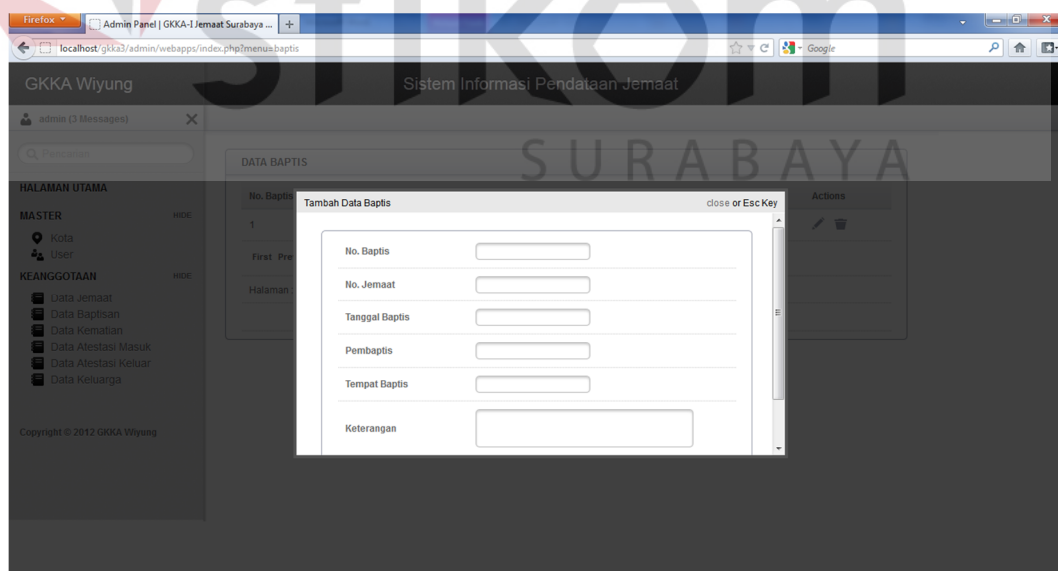 Firefox
Admin Panel | GKKA-I Jemaat Surabaya ...
localhost/gkka3/admin/webapps/index.php?menu=baptis
Google
STIKOM
SURABAYA
GKKA Wiyung
Sistem Informasi Pendataan Jemaat
admin (3 Messages)
Pencarian
HALAMAN UTAMA
MASTER HIDE
Kota
User
KEANGGOTAAN HIDE
Data Jemaat
Data Baptisan
Data Kematian
Data Atestasi Masuk
Data Atestasi Keluar
Data Keluarga
Copyright © 2012 GKKA Wiyung
DATA BAPTIS
No. Baptis Actions
1
First Pre
Halaman :
Tambah Data Baptis close or Esc Key
No. Baptis
No. Jemaat
Tanggal Baptis
Pembaptis
Tempat Baptis
Keterangan